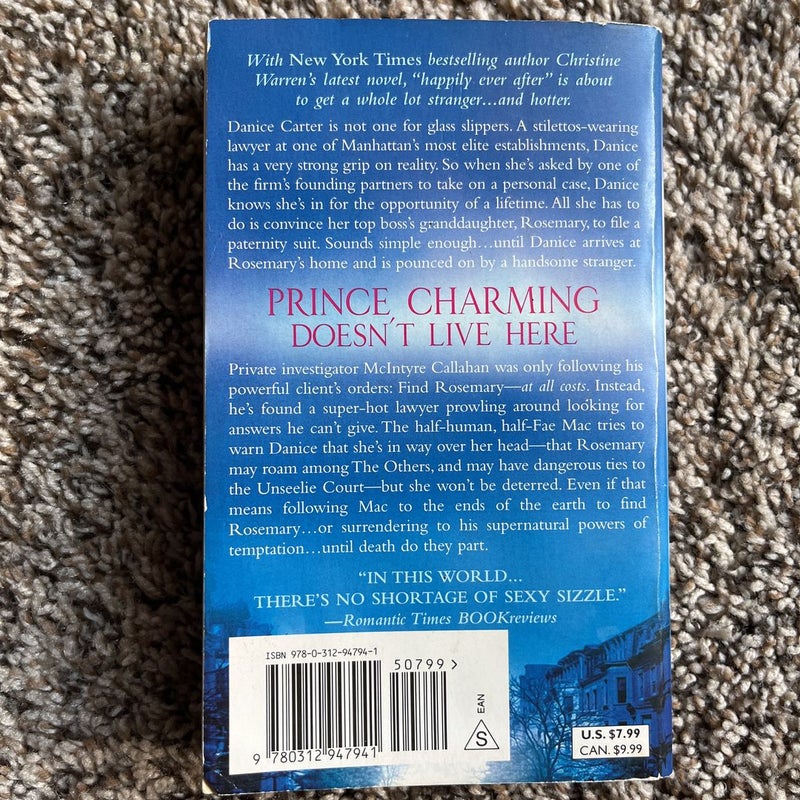 With New York Times bestselling author Christine
Warren's latest novel, "happily ever after" is about
to get a whole lot stranger...and hotter.
Danice Carter is not one for glass slippers. A stilettos-wearing
lawyer at one of Manhattan's most elite establishments, Danice
has a very strong grip on reality. So when she's asked by one of
the firm's founding partners to take on a personal case, Danice
knows she's in for the opportunity of a lifetime. All she has to
do is convince her top boss's granddaughter, Rosemary, to file a
paternity suit. Sounds simple enough...until Danice arrives at
Rosemary's home and is pounced on by a handsome stranger.
PRINCE CHARMING
DOESN'T LIVE HERE
Private investigator McIntyre Callahan was only following his
powerful client's orders: Find Rosemary—at all costs. Instead,
he's found a super-hot lawyer prowling around looking for
answers he can't give. The half-human, half-Fae Mac tries to
warn Danice that she's in way over her head—that Rosemary
may roam among The Others, and may have dangerous ties to
the Unseelie Court—but she won't be deterred. Even if that
means following Mac to the ends of the earth to find
Rosemary...or surrendering to his supernatural powers of
temptation...until death do they part.
"IN THIS WORLD...
THERE'S NO SHORTAGE OF SEXY SIZZLE."
—Romantic Times BOOKreviews
ISBN 978-0-312-94794-1
50799>
EAN
S
9 780312 947941
U.S. $7.99
CAN. $9.99